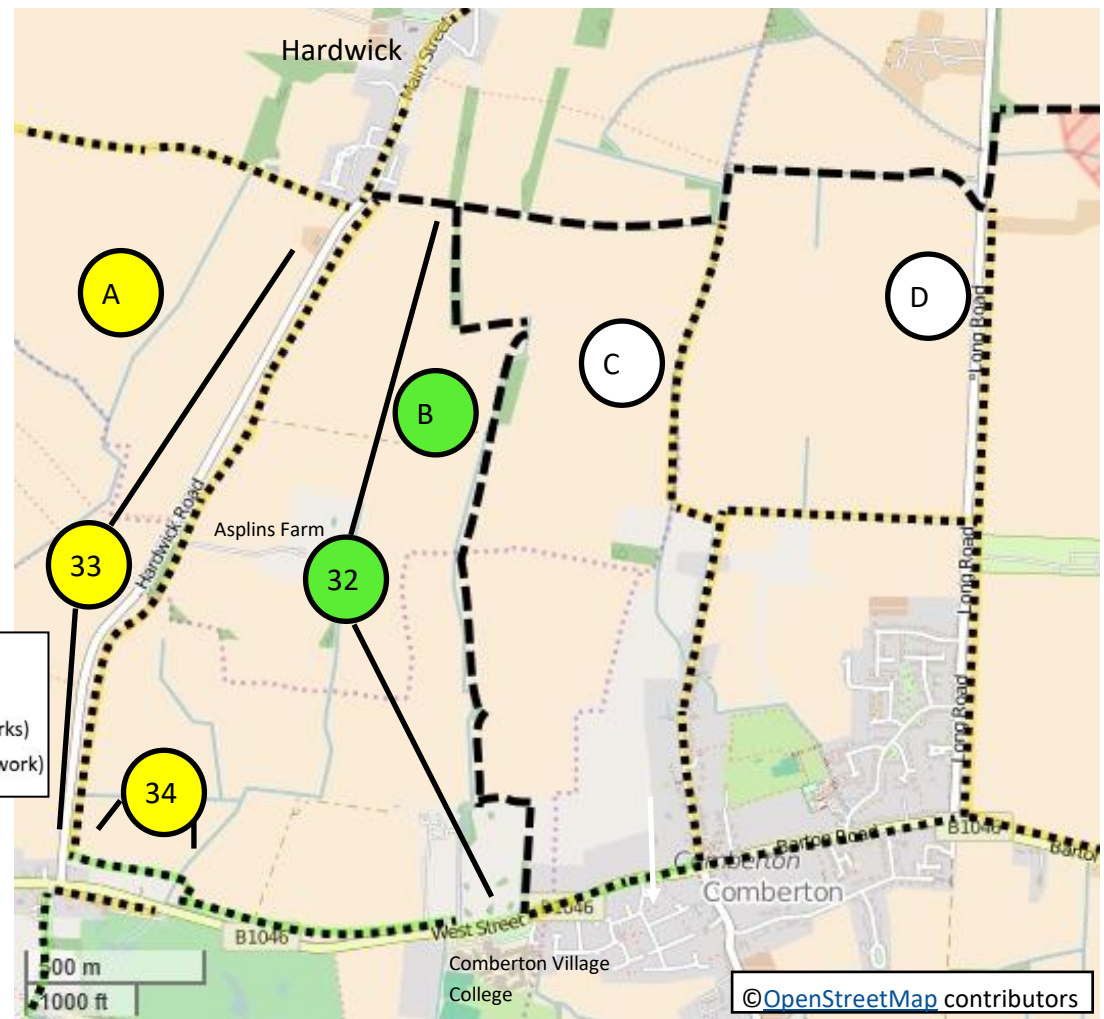 Hardwick
Main Street
A
D
Long Road
C
B
Hardwick Road
Asplins Farm
33
32
Long Road
rks)
work)
Long Road
34
B1046
Barton Road
Barton
Comberton
Comberton
B1046
West Street
B1046
500 m
1000 ft
Comberton Village
College
©OpenStreetMap contributors